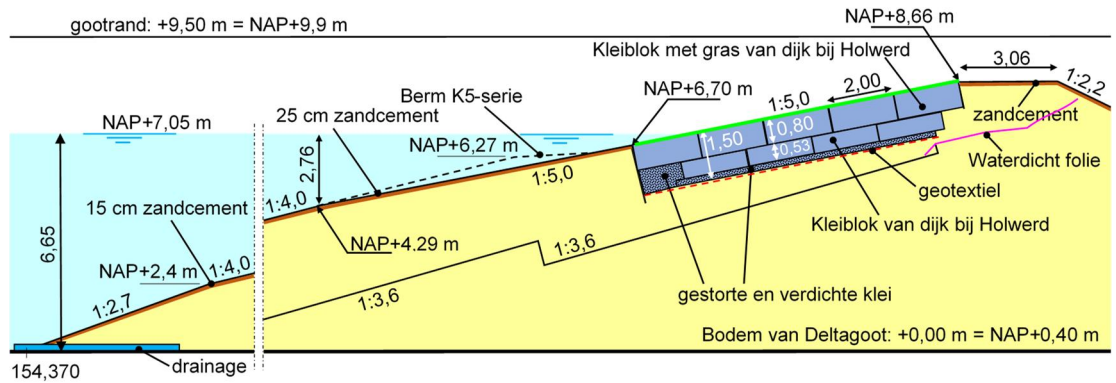 gootrand: +9,50 m = NAP+9,9 m
NAP+8,66 m
Kleiblok met gras van dijk bij Holwerd
3,06
1:2,2
2,00
NAP+6,70 m
1:5,0
Berm K5-serie
25 cm zandcement
zandcement
NAP+7,05 m
NAP+6,27 m
1,50
0,80
0,53
2,76
1:5,0
Waterdicht folie
geotextiel
1:4,0
15 cm zandcement
Kleiblok van dijk bij Holwerd
NAP+4.29 m
6,65
NAP+2,4 m
1:4,0
1:3,6
1:2,7
1:3,6
gestorte en verdichte klei
Bodem van Deltagoot: +0,00 m = NAP+0,40 m
drainage
154,370